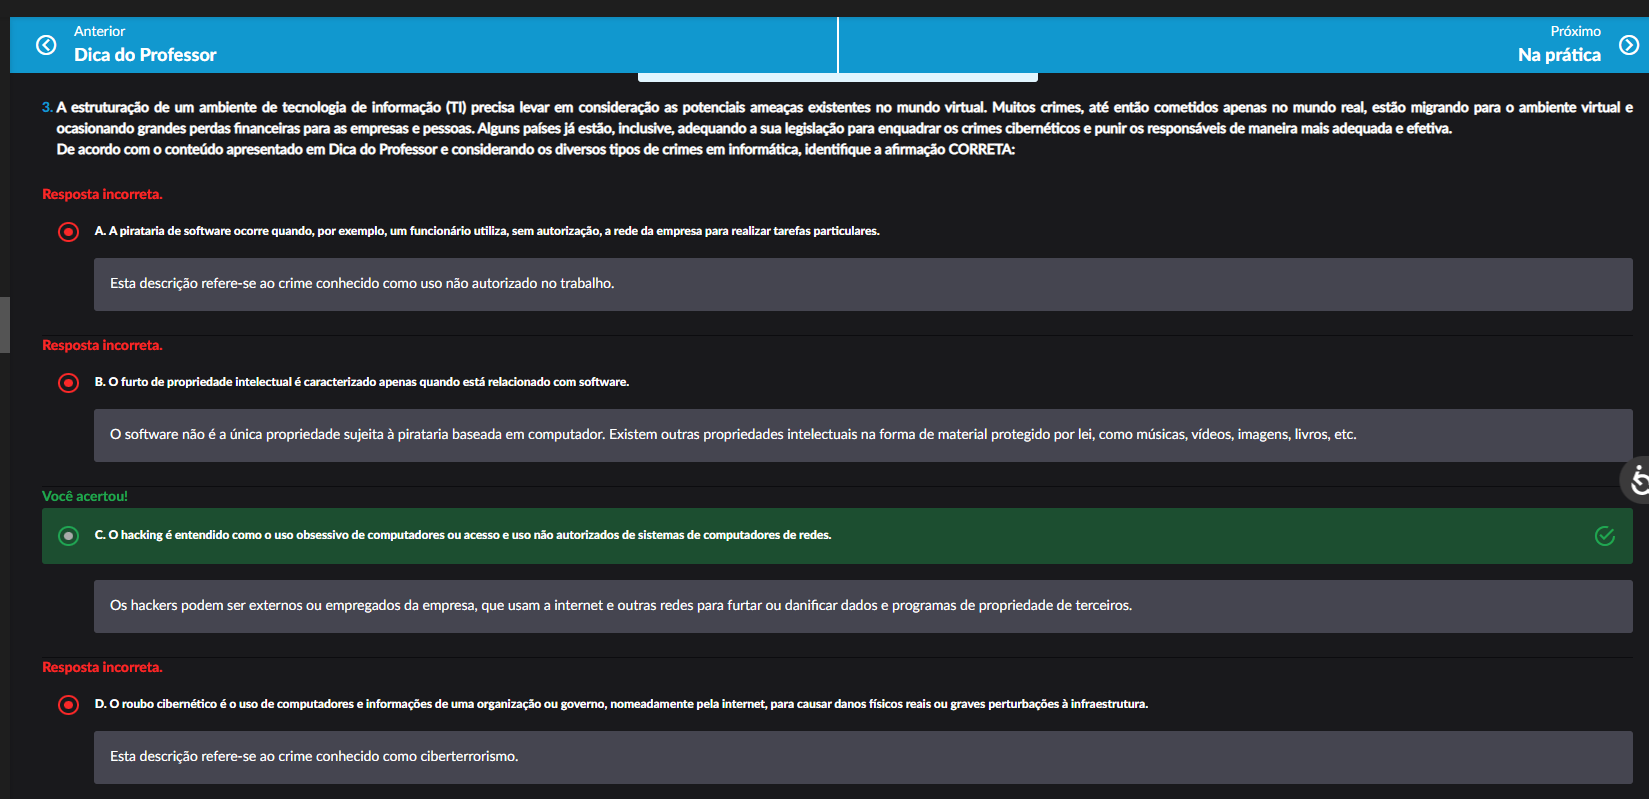 Anterior
Dica do Professor
Próximo
Na prática
3. A estruturação de um ambiente de tecnologia de informação (TI) precisa levar em consideração as potenciais ameaças existentes no mundo virtual. Muitos crimes, até então cometidos apenas no mundo real, estão migrando para o ambiente virtual e
ocasionando grandes perdas financeiras para as empresas e pessoas. Alguns países já estão, inclusive, adequando a sua legislação para enquadrar os crimes cibernéticos e punir os responsáveis de maneira mais adequada e efetiva.
De acordo com o conteúdo apresentado em Dica do Professor e considerando os diversos tipos de crimes em informática, identifique a afirmação CORRETA:
Resposta incorreta.
A. A pirataria de software ocorre quando, por exemplo, um funcionário utiliza, sem autorização, a rede da empresa para realizar tarefas particulares.
Esta descrição refere-se ao crime conhecido como uso não autorizado no trabalho.
Resposta incorreta.
B. O furto de propriedade intelectual é caracterizado apenas quando está relacionado com software.
O software não é a única propriedade sujeita à pirataria baseada em computador. Existem outras propriedades intelectuais na forma de material protegido por lei, como músicas, vídeos, imagens, livros, etc.
Você acertou!
C. O hacking é entendido como o uso obsessivo de computadores ou acesso e uso não autorizados de sistemas de computadores de redes.
Os hackers podem ser externos ou empregados da empresa, que usam a internet e outras redes para furtar ou danificar dados e programas de propriedade de terceiros.
Resposta incorreta.
D. O roubo cibernético é o uso de computadores e informações de uma organização ou governo, nomeadamente pela internet, para causar danos físicos reais ou graves perturbações à infraestrutura.
Esta descrição refere-se ao crime conhecido como ciberterrorismo.